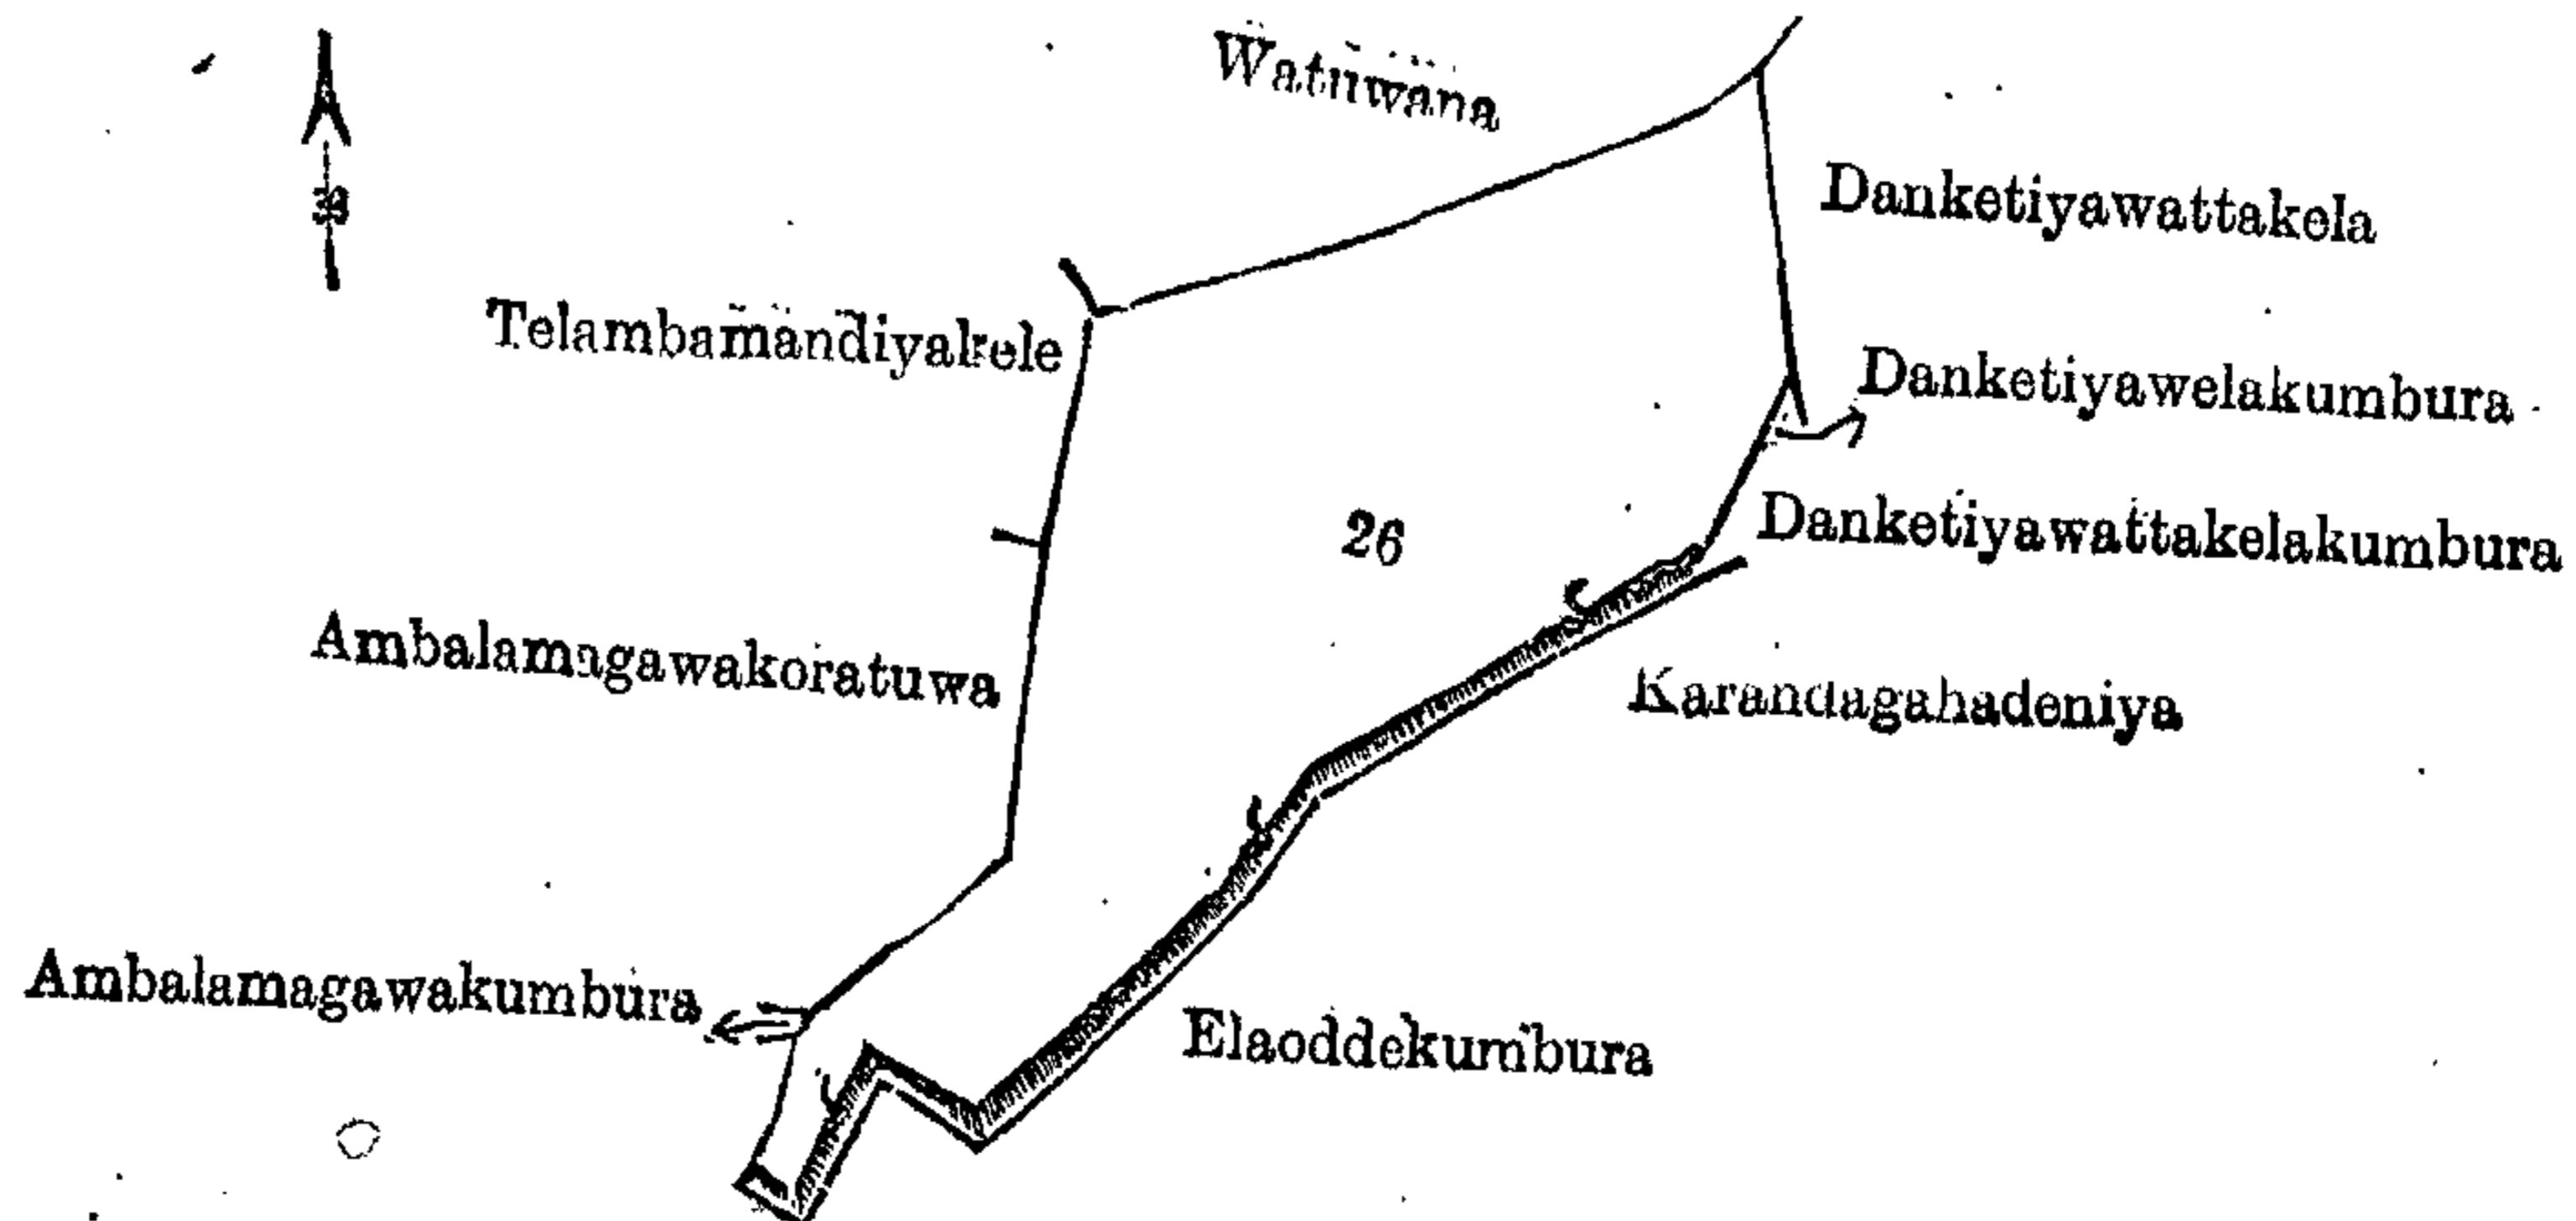 Watuwana
Danketiyawattakela
Telambamandiyakele
Danketiyawelakumbura
26
Danketiyawattakelakumbura
Ambalamagawakoratuwa
Karandagahadeniya
Ambalamagawakumbura
Elaoddekumbura